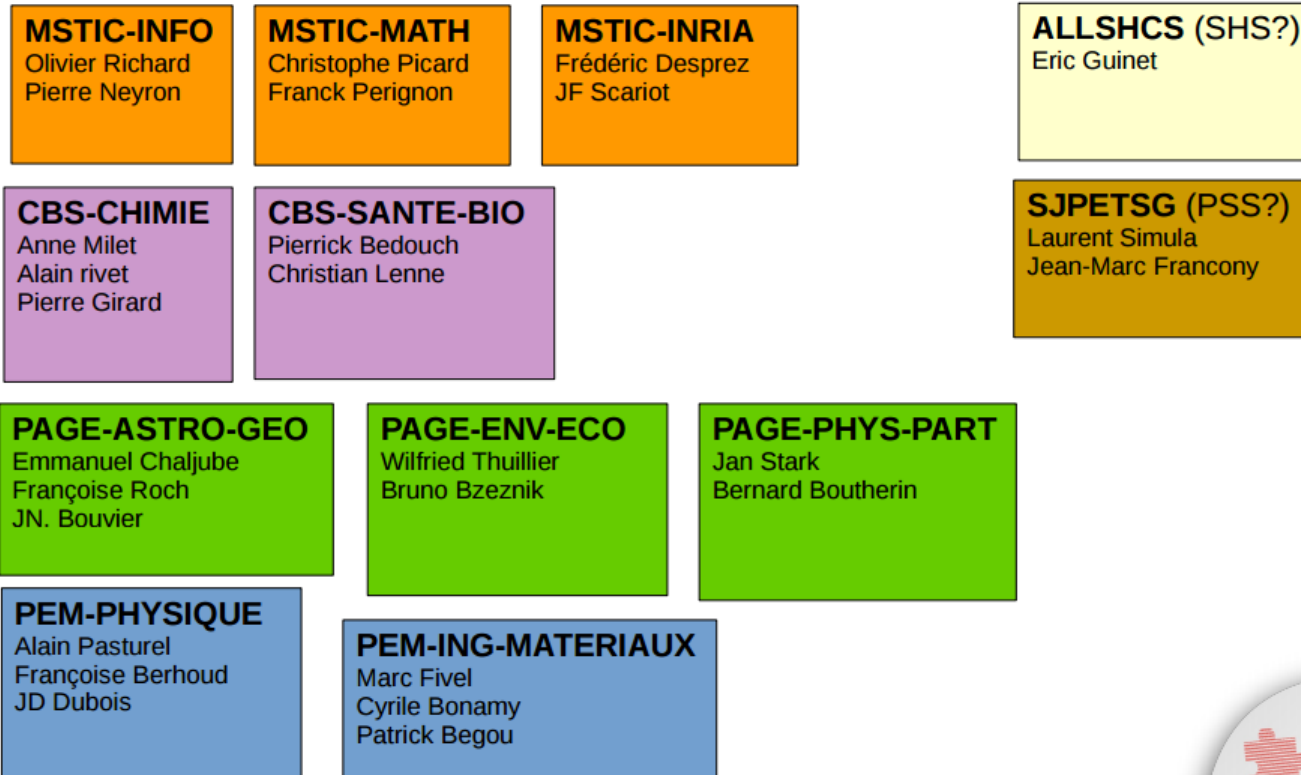 MSTIC-INFO
Olivier Richard
Pierre Neyron
MSTIC-MATH
Christophe Picard
Franck Perignon
MSTIC-INRIA
Frédéric Desprez
JF Scariot
ALLSHCS (SHS?)
Eric Guinet
CBS-CHIMIE
Anne Milet
Alain rivet
Pierre Girard
CBS-SANTE-BIO
Pierrick Bedouch
Christian Lenne
SJPETSG (PSS?)
Laurent Simula
Jean-Marc Francony
PAGE-ASTRO-GEO
Emmanuel Chaljube
Françoise Roch
JN. Bouvier
PAGE-ENV-ECO
Wilfried Thuillier
Bruno Bzeznik
PAGE-PHYS-PART
Jan Stark
Bernard Boutherin
PEM-PHYSIQUE
Alain Pasturel
Françoise Berhoud
JD Dubois
PEM-ING-MATERIAUX
Marc Fivel
Cyrile Bonamy
Patrick Begou